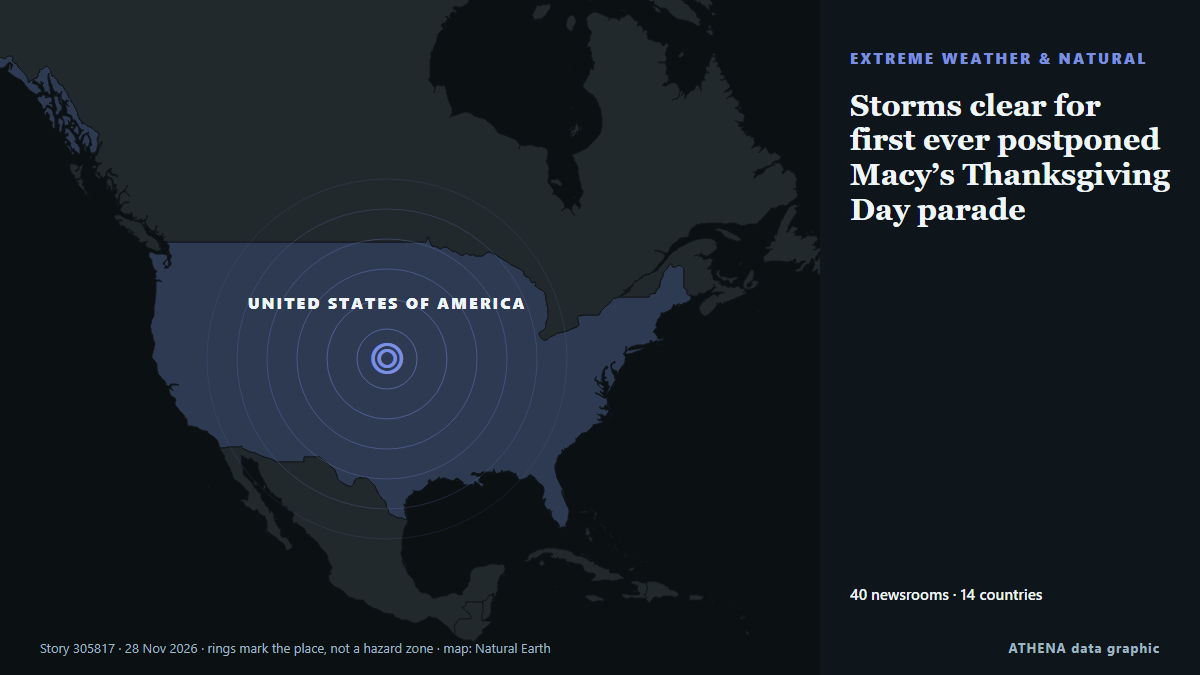 EXTREME WEATHER & NATURAL
Storms clear for
first ever postponed
Macy’s Thanksgiving
Day parade
UNITED STATES OF AMERICA
40 newsrooms · 14 countries
Story 305817 · 28 Nov 2026 · rings mark the place, not a hazard zone · map: Natural Earth
ATHENA data graphic